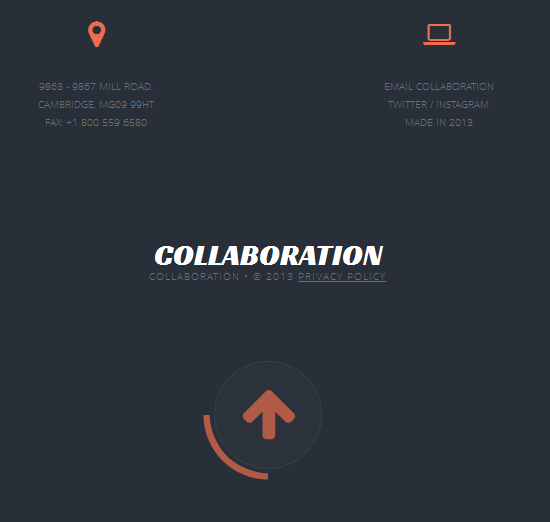 9863 - 9867 MILL ROAD,
CAMBRIDGE, MG09 99HT
FAX: +1 800 559 6580
EMAIL COLLABORATION
TWITTER / INSTAGRAM
MADE IN 2013
COLLABORATION
COLLABORATION • © 2013 PRIVACY POLICY